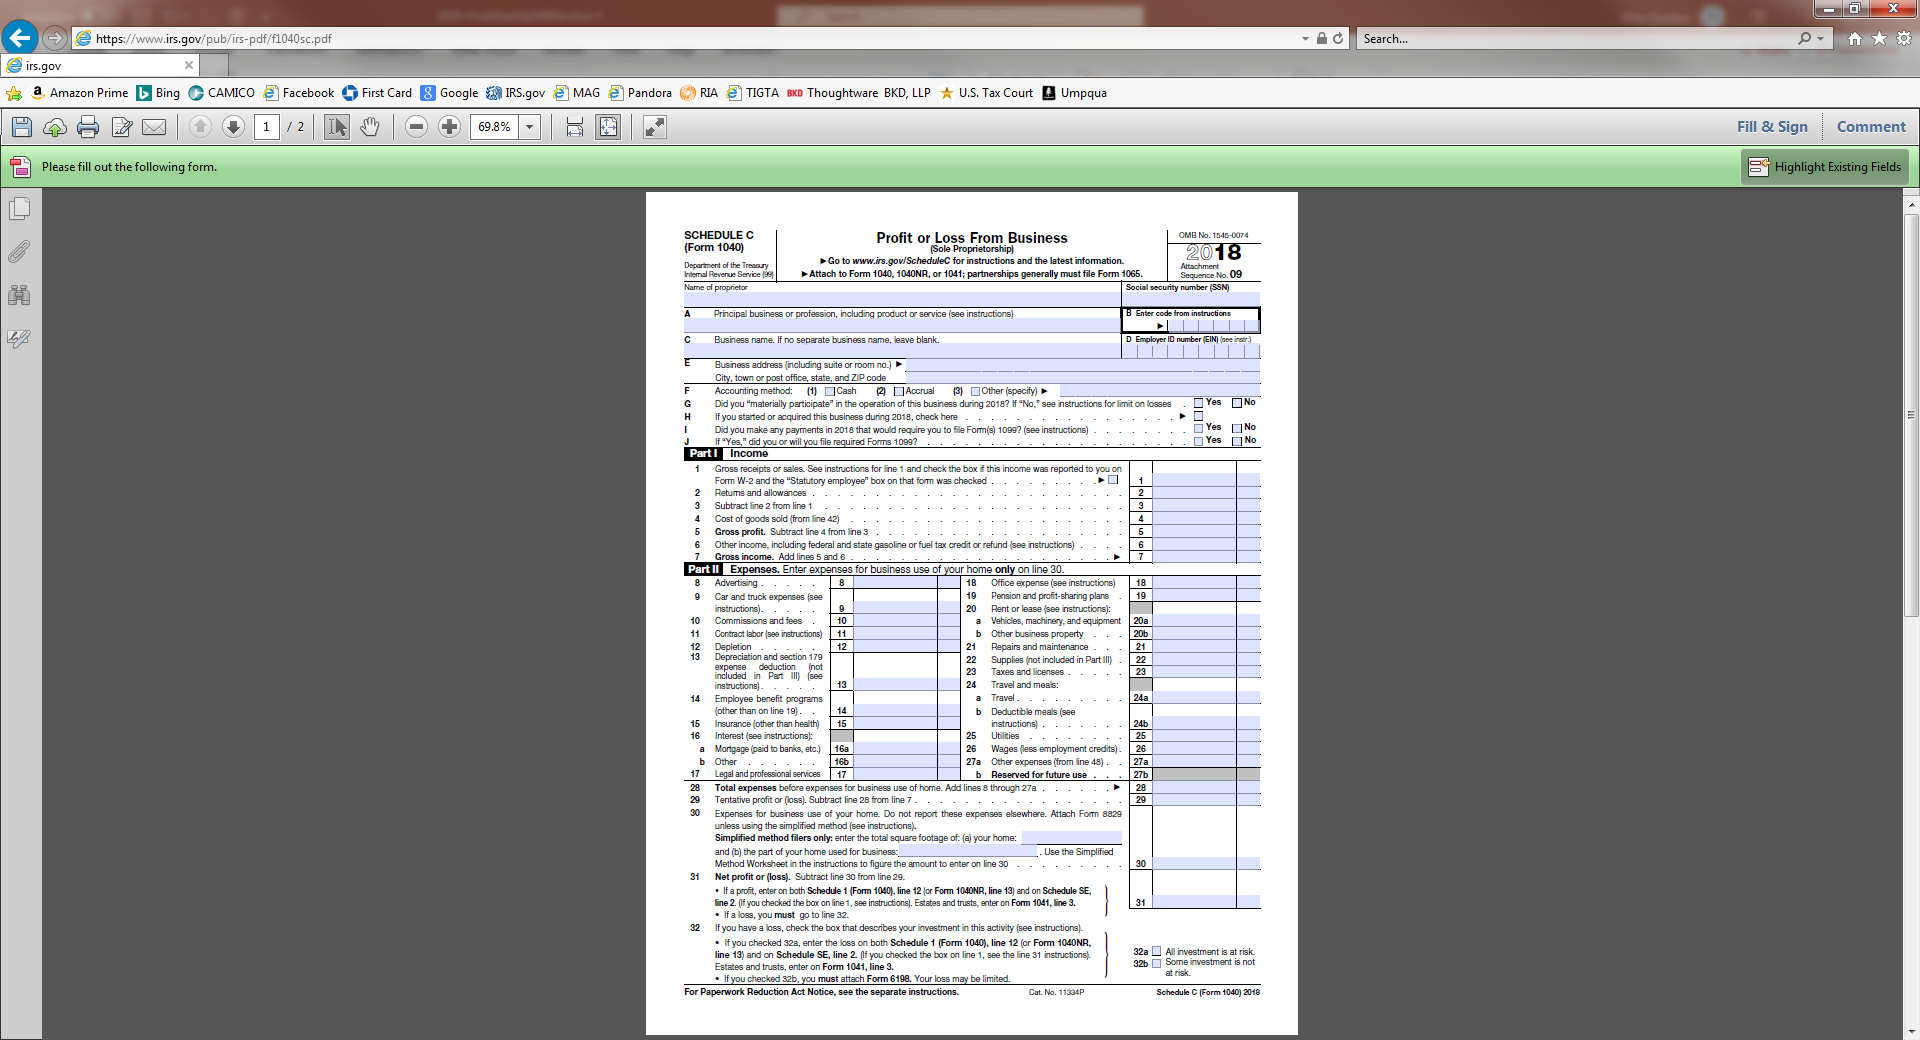 https://www.irs.gov/pub/irs-pdf/f1040sc.pdf
Search...
irs.gov
Amazon Prime Bing CAMICO Facebook First Card Google IRS.gov MAG Pandora RIA TIGTA BKD Thoughtware BKD, LLP U.S. Tax Court Umpqua
1 / 2 69.8% Fill & Sign Comment
Please fill out the following form. Highlight Existing Fields
SCHEDULE C
(Form 1040)
Department of the Treasury
Internal Revenue Service (99)
Profit or Loss From Business
(Sole Proprietorship)
▶ Go to www.irs.gov/ScheduleC for instructions and the latest information.
▶ Attach to Form 1040, 1040NR, or 1041; partnerships generally must file Form 1065.
OMB No. 1545-0074
2018
Attachment
Sequence No. 09
Name of proprietor
Social security number (SSN)
A Principal business or profession, including product or service (see instructions)
B Enter code from instructions
▶
C Business name. If no separate business name, leave blank.
D Employer ID number (EIN) (see instr.)
E Business address (including suite or room no.) ▶
City, town or post office, state, and ZIP code
F Accounting method: (1) Cash (2) Accrual (3) Other (specify) ▶
G Did you “materially participate” in the operation of this business during 2018? If “No,” see instructions for limit on losses . Yes No
H If you started or acquired this business during 2018, check here . . . . . . . . . . . . . . . . . ▶
I Did you make any payments in 2018 that would require you to file Form(s) 1099? (see instructions) . . . . . . . . Yes No
J If “Yes,” did you or will you file required Forms 1099? . . . . . . . . . . . . . . . . . . . . . Yes No
Part I Income
1 Gross receipts or sales. See instructions for line 1 and check the box if this income was reported to you on
Form W-2 and the “Statutory employee” box on that form was checked . . . . . . . . . ▶ 1
2 Returns and allowances . . . . . . . . . . . . . . . . . . . . . . . . . 2
3 Subtract line 2 from line 1 . . . . . . . . . . . . . . . . . . . . . . . . 3
4 Cost of goods sold (from line 42) . . . . . . . . . . . . . . . . . . . . . . 4
5 Gross profit. Subtract line 4 from line 3 . . . . . . . . . . . . . . . . . . . . 5
6 Other income, including federal and state gasoline or fuel tax credit or refund (see instructions) . . . . 6
7 Gross income. Add lines 5 and 6 . . . . . . . . . . . . . . . . . . . . . ▶ 7
Part II Expenses. Enter expenses for business use of your home only on line 30.
8 Advertising . . . . . 8
9 Car and truck expenses (see
instructions) . . . . . 9
10 Commissions and fees . 10
11 Contract labor (see instructions) 11
12 Depletion . . . . . 12
13 Depreciation and section 179
expense deduction (not
included in Part III) (see
instructions) . . . . . 13
14 Employee benefit programs
(other than on line 19) . . 14
15 Insurance (other than health) 15
16 Interest (see instructions):
a Mortgage (paid to banks, etc.) 16a
b Other . . . . . . 16b
17 Legal and professional services 17
18 Office expense (see instructions) 18
19 Pension and profit-sharing plans . 19
20 Rent or lease (see instructions):
a Vehicles, machinery, and equipment 20a
b Other business property . . . 20b
21 Repairs and maintenance . . . 21
22 Supplies (not included in Part III) . 22
23 Taxes and licenses . . . . . 23
24 Travel and meals:
a Travel . . . . . . . . . 24a
b Deductible meals (see
instructions) . . . . . . . 24b
25 Utilities . . . . . . . . 25
26 Wages (less employment credits) . 26
27a Other expenses (from line 48) . . 27a
b Reserved for future use . . . 27b
28 Total expenses before expenses for business use of home. Add lines 8 through 27a . . . . . . ▶ 28
29 Tentative profit or (loss). Subtract line 28 from line 7 . . . . . . . . . . . . . . . . . 29
30 Expenses for business use of your home. Do not report these expenses elsewhere. Attach Form 8829
unless using the simplified method (see instructions).
Simplified method filers only: enter the total square footage of: (a) your home:
and (b) the part of your home used for business: . Use the Simplified
Method Worksheet in the instructions to figure the amount to enter on line 30 . . . . . . . . 30
31 Net profit or (loss). Subtract line 30 from line 29.
• If a profit, enter on both Schedule 1 (Form 1040), line 12 (or Form 1040NR, line 13) and on Schedule SE,
line 2. (If you checked the box on line 1, see instructions). Estates and trusts, enter on Form 1041, line 3. 31
• If a loss, you must go to line 32.
32 If you have a loss, check the box that describes your investment in this activity (see instructions).
• If you checked 32a, enter the loss on both Schedule 1 (Form 1040), line 12 (or Form 1040NR,
line 13) and on Schedule SE, line 2. (If you checked the box on line 1, see the line 31 instructions).
Estates and trusts, enter on Form 1041, line 3.
• If you checked 32b, you must attach Form 6198. Your loss may be limited.
32a All investment is at risk.
32b Some investment is not
at risk.
For Paperwork Reduction Act Notice, see the separate instructions. Cat. No. 11334P Schedule C (Form 1040) 2018